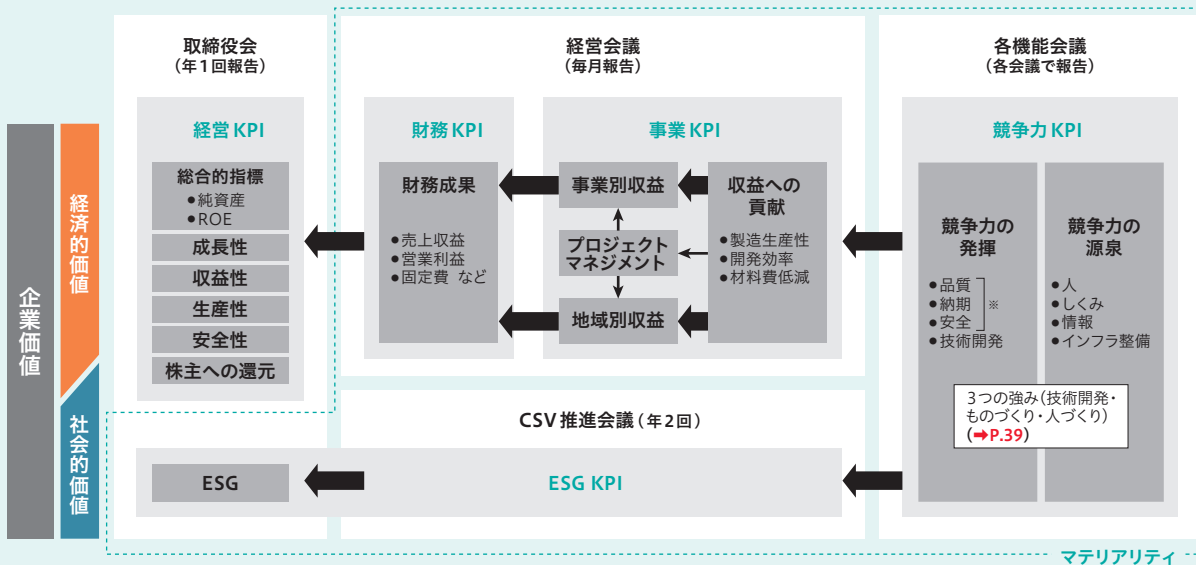 取締役会
(年1回報告)
経営会議
(毎月報告)
各機能会議
(各会議で報告)
企業価値
経済的価値
社会的価値
経営KPI
総合的指標
●純資産
●ROE
成長性
収益性
生産性
安全性
株主への還元
財務KPI
財務成果
●売上収益
●営業利益
●固定費 など
事業KPI
事業別収益
プロジェクト
マネジメント
地域別収益
収益への
貢献
●製造生産性
●開発効率
●材料費低減
競争力KPI
競争力の
発揮
●品質
●納期
●安全
※
●技術開発
競争力の
源泉
●人
●しくみ
●情報
●インフラ整備
3つの強み(技術開発・
ものづくり・人づくり)
(➡P.39)
CSV推進会議(年2回)
ESG
ESG KPI
マテリアリティ